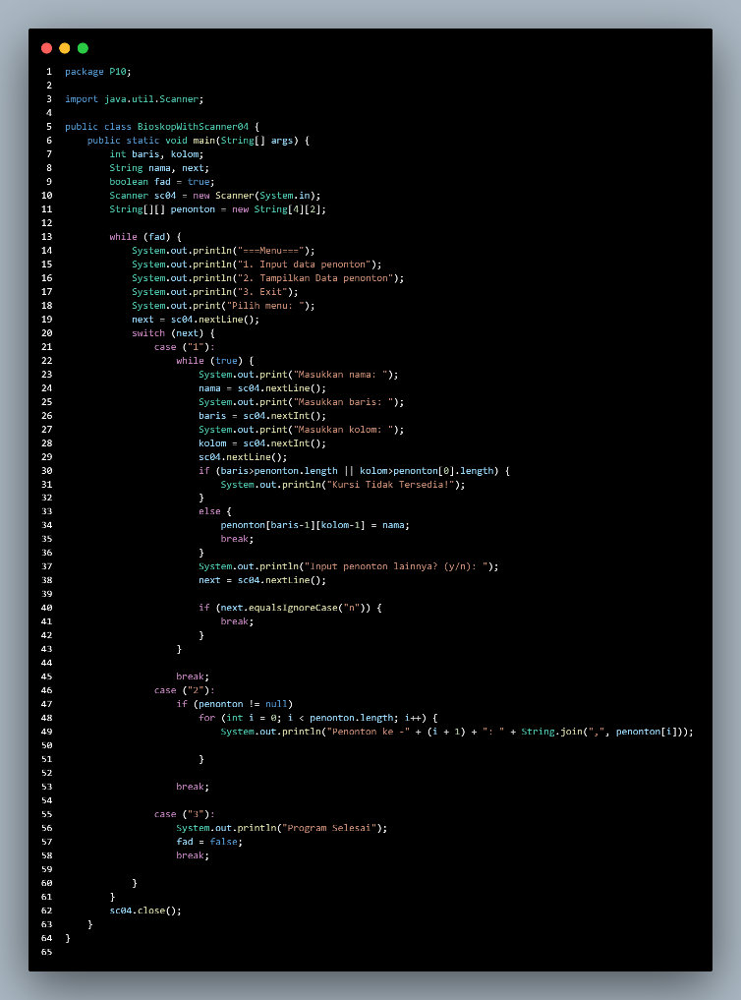 1 package P10;
2
3 import java.util.Scanner;
4
5 public class BioskopWithScanner04 {
6     public static void main(String[] args) {
7         int baris, kolom;
8         String nama, next;
9         boolean fad = true;
10         Scanner sc04 = new Scanner(System.in);
11         String[][] penonton = new String[4][2];
12
13         while (fad) {
14             System.out.println("===Menu===");
15             System.out.println("1. Input data penonton");
16             System.out.println("2. Tampilkan Data penonton");
17             System.out.println("3. Exit");
18             System.out.print("Pilih menu: ");
19             next = sc04.nextLine();
20             switch (next) {
21                 case ("1"):
22                     while (true) {
23                         System.out.print("Masukkan nama: ");
24                         nama = sc04.nextLine();
25                         System.out.print("Masukkan baris: ");
26                         baris = sc04.nextInt();
27                         System.out.print("Masukkan kolom: ");
28                         kolom = sc04.nextInt();
29                         sc04.nextLine();
30                         if (baris>penonton.length || kolom>penonton[0].length) {
31                             System.out.println("Kursi Tidak Tersedia!");
32                         }
33                         else {
34                             penonton[baris-1][kolom-1] = nama;
35                             break;
36                         }
37                         System.out.println("Input penonton lainnya? (y/n): ");
38                         next = sc04.nextLine();
39
40                         if (next.equalsIgnoreCase("n")) {
41                             break;
42                         }
43                     }
44
45                     break;
46                 case ("2"):
47                     if (penonton != null)
48                         for (int i = 0; i < penonton.length; i++) {
49                             System.out.println("Penonton ke -" + (i + 1) + ": " + String.join(",", penonton[i]));
50
51                         }
52
53                     break;
54
55                 case ("3"):
56                     System.out.println("Program Selesai");
57                     fad = false;
58                     break;
59
60             }
61         }
62         sc04.close();
63     }
64 }
65